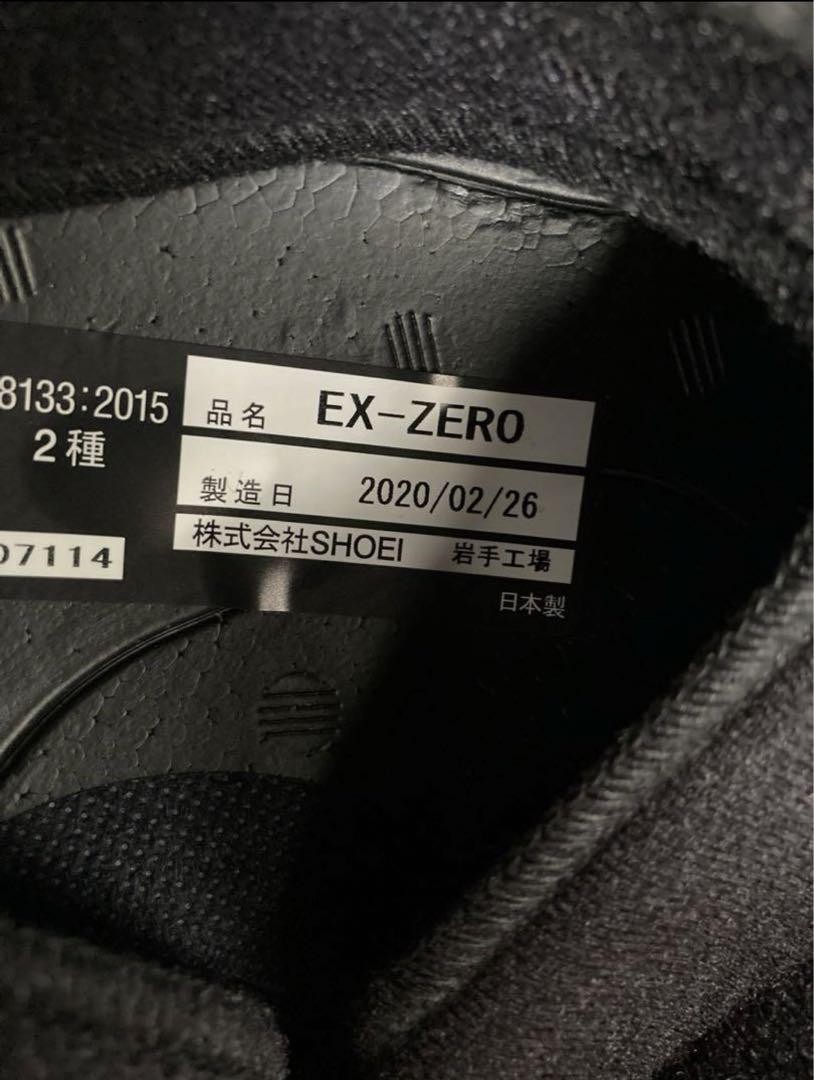 8133:2015
2種
品名 EX-ZERO
製造日 2020/02/26
07114
株式会社SHOEI 岩手工場
日本製